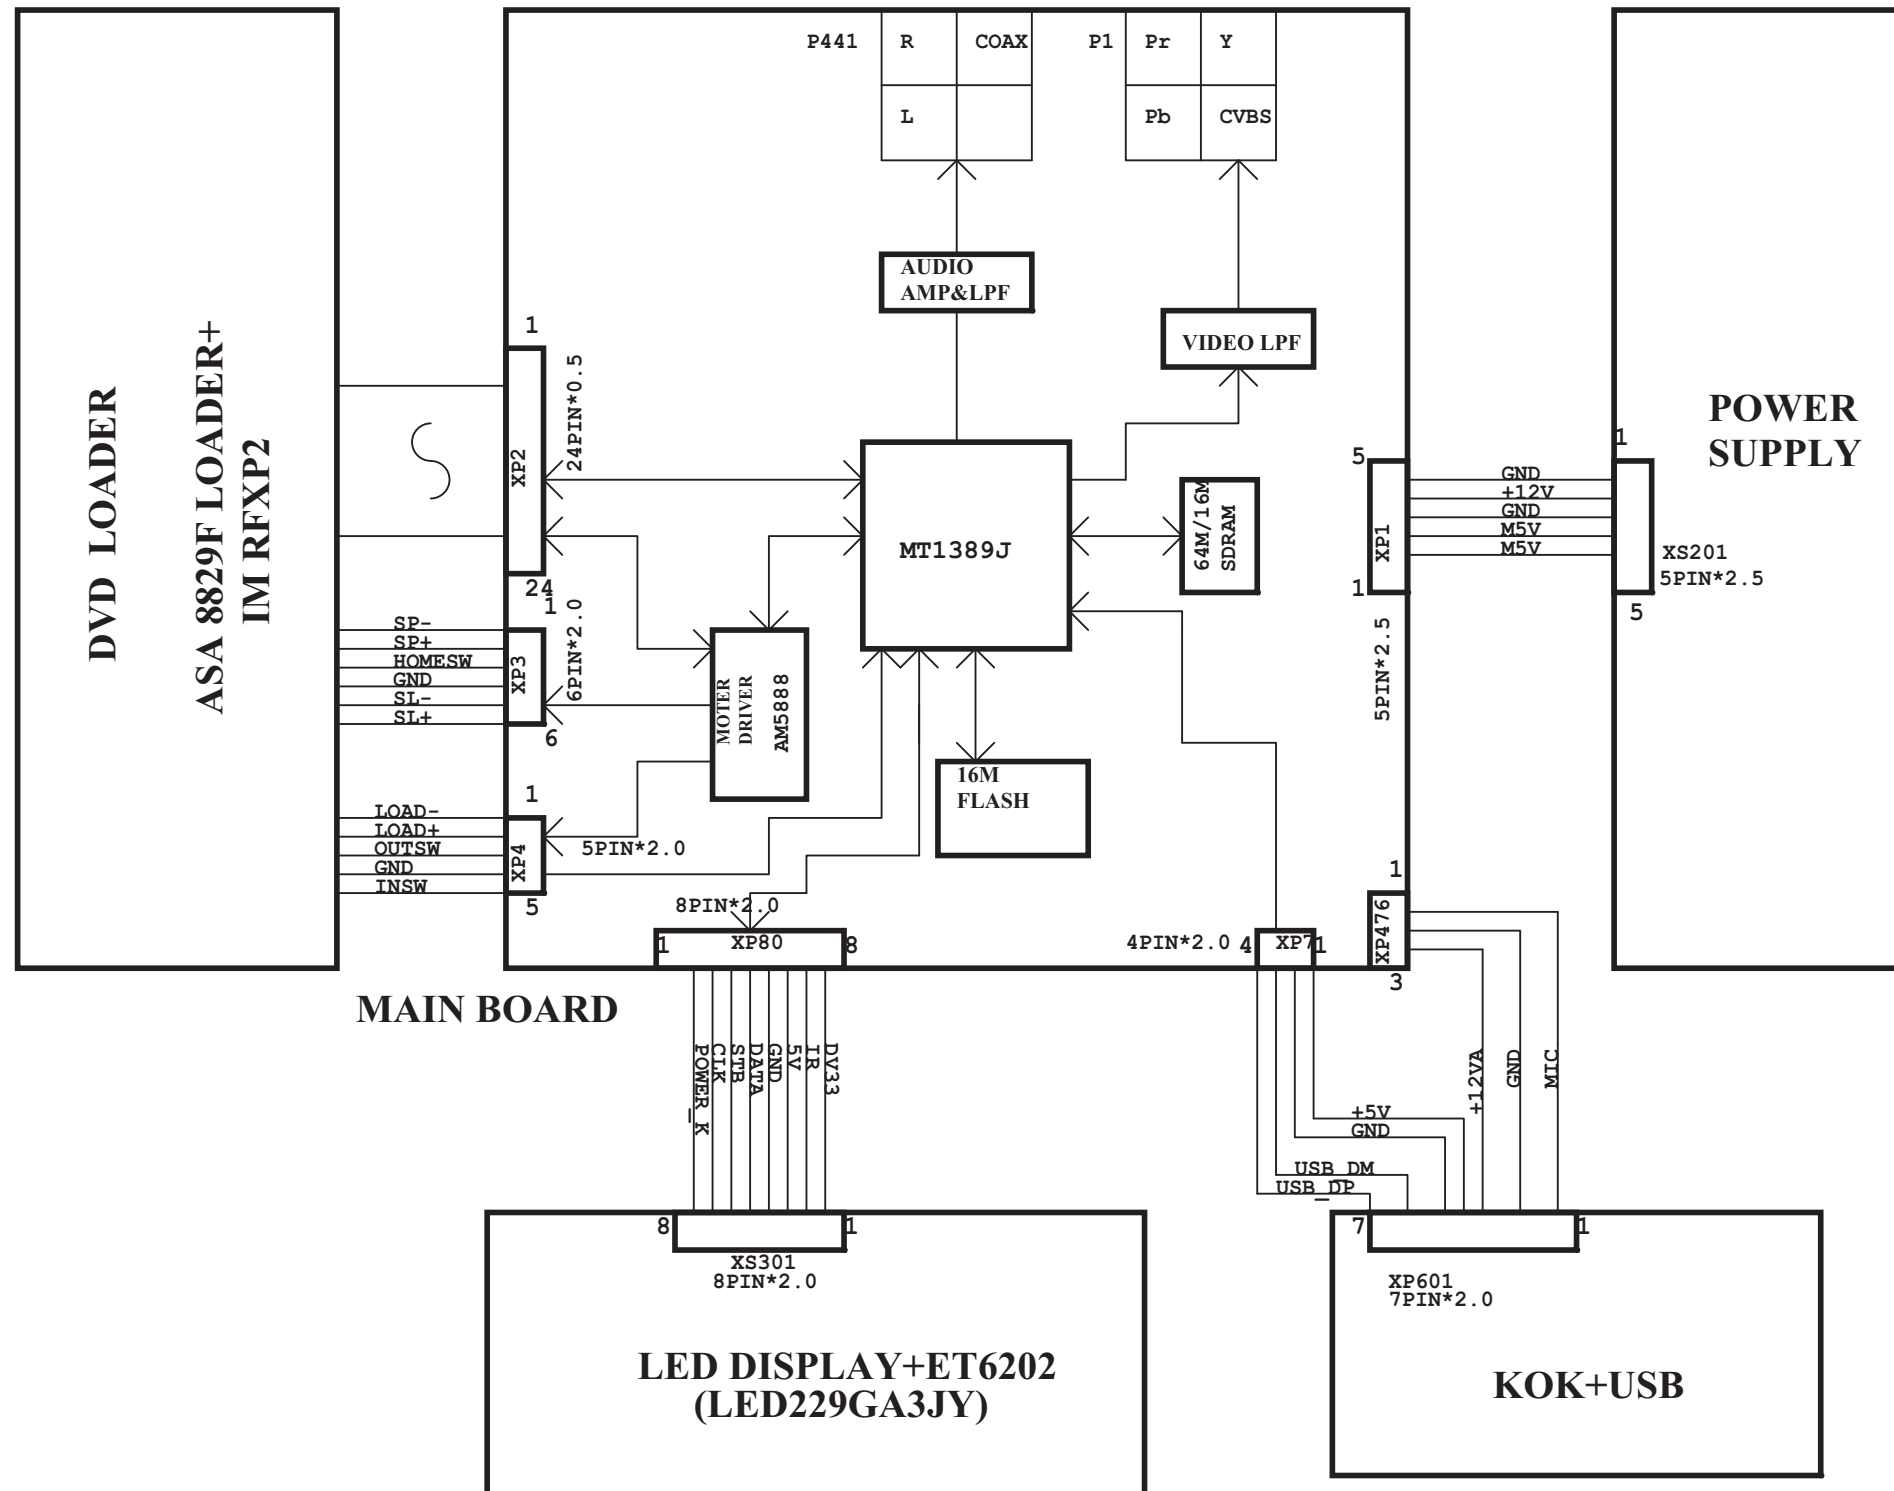 P441
R
COAX
L
P1
Pr
Y
Pb
CVBS
AUDIO
AMP&LPF
VIDEO LPF
DVD LOADER
ASA 8829F LOADER+
IM RFXP2
1
XP2
24PIN*0.5
24
1
XP3
6PIN*2.0
6
SP-
SP+
HOMESW
GND
SL-
SL+
1
XP4
5PIN*2.0
5
LOAD-
LOAD+
OUTSW
GND
INSW
MT1389J
64M/16M
SDRAM
MOTER
DRIVER
AM5888
16M
FLASH
5
XP1
1
5PIN*2.5
GND
+12V
GND
M5V
M5V
POWER
SUPPLY
1
XS201
5PIN*2.5
5
8PIN*2.0
1
XP80
8
4PIN*2.0
4
XP7
1
1
XP476
3
MAIN BOARD
POWER_K
CLK
STB
DATA
GND
5V
IR
DV33
+12VA
GND
MIC
+5V
GND
USB_DM
USB_DP
8
1
XS301
8PIN*2.0
LED DISPLAY+ET6202
(LED229GA3JY)
7
1
XP601
7PIN*2.0
KOK+USB